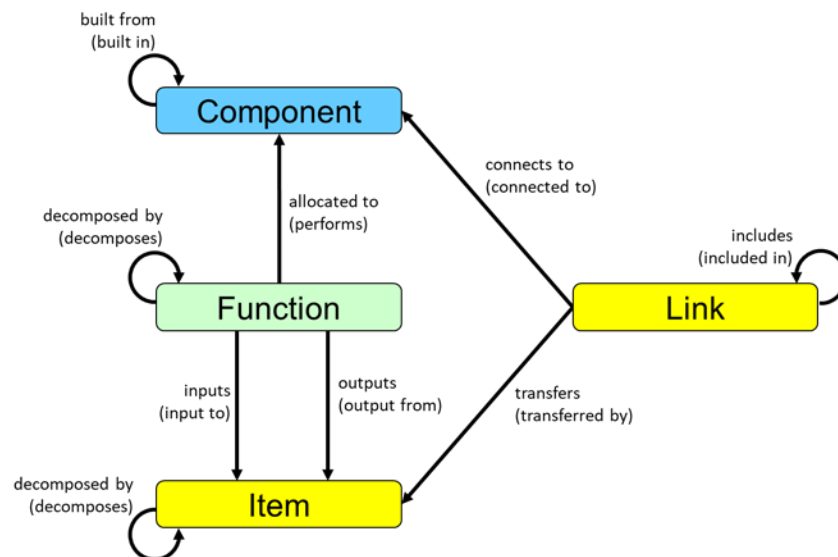 built from
(built in)
Component
connects to
(connected to)
allocated to
(performs)
decomposed by
(decomposes)
includes
(included in)
Function
Link
inputs
(input to)
outputs
(output from)
transfers
(transferred by)
decomposed by
(decomposes)
Item